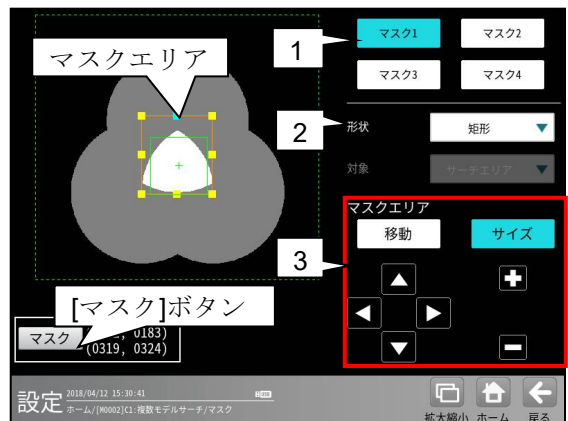 マスクエリア
1
マスク1
マスク2
マスク3
マスク4
2
形状
矩形
対象
サーチエリア
マスクエリア
3
移動
サイズ
[マスク]ボタン
マスク
0183)
(0319, 0324)
設定
2018/04/12 15:30:41
ホーム/[M0002]C1:複数モデルサーチ/マスク
拡大縮小
ホーム
戻る